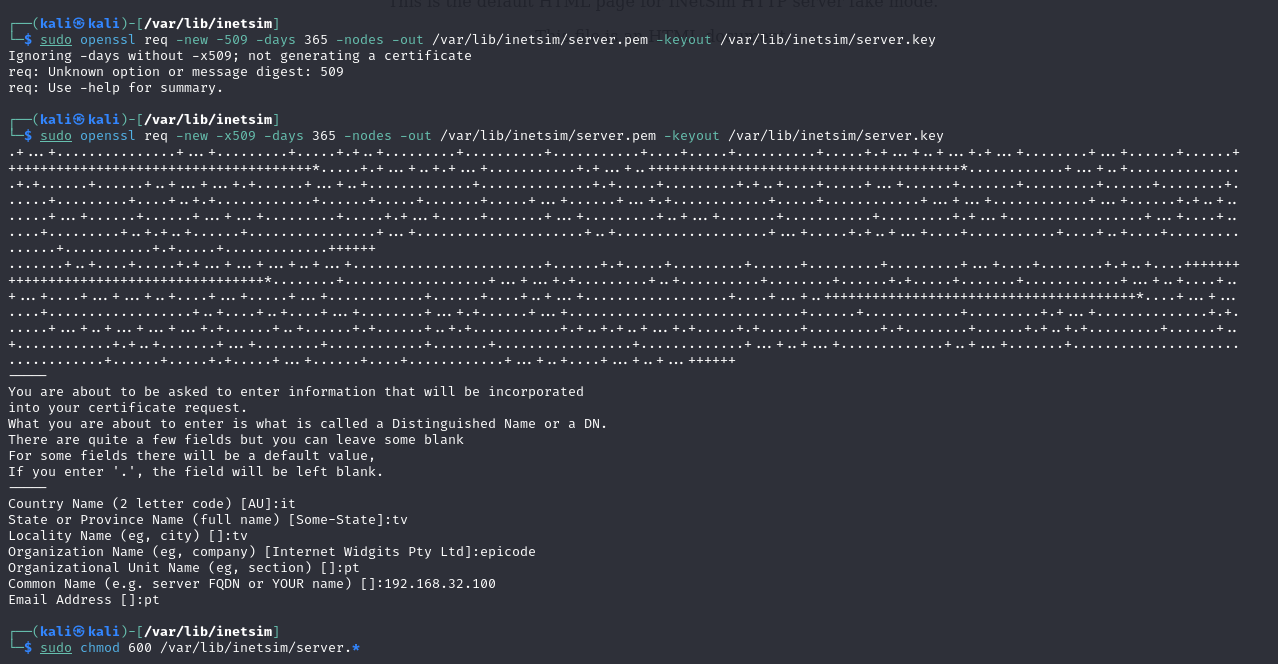 This is the default HTML page for INetSim HTTP server fake mode.
┌──(kali㉿kali)-[/var/lib/inetsim]
└─$ sudo openssl req -new -509 -days 365 -nodes -out /var/lib/inetsim/server.pem -keyout /var/lib/inetsim/server.key
Ignoring -days without -x509; not generating a certificate
req: Unknown option or message digest: 509
req: Use -help for summary.
┌──(kali㉿kali)-[/var/lib/inetsim]
└─$ sudo openssl req -new -x509 -days 365 -nodes -out /var/lib/inetsim/server.pem -keyout /var/lib/inetsim/server.key
.+...+...............+...+.........+.....+.+..+.........+..........+...........+....+.....+..........+.....+.+...+..+...+.+...+........+...+......+......+
++++++++++++++++++++++++++++++++++++++*.....+.+...+..+.+...+...........+.+...+..+++++++++++++++++++++++++++++++++++++++*............+...+..+..............
.+.+......+......+..+...+...+.+......+...+..+.............+..............+.+......+.........+.+..+....+.....+...+.......+.......+.........+......+.......+.
.....+.........+....+..+.+............+......+.......+......+.....+...+......+...+.+............+.....+............+...+...+............+...+......+.+..+..
.....+...+......+......+...+...+.........+.....+.+...+.......+.......+...+.........+..+...+............+...........+.........+.+...+.................+...+....+..
....+.........+..+.+..+......+................+...+.....................+..+...................+...+.....+.+..+...+....+...........+....+..+....+.........
......+...........+.+.....+.............++++++
.......+..+....+.....+.+...+...+...+..+...+........................+......+.+.....+..........+......+.........+.........+...+....+........+.+..+....+++++++
++++++++++++++++++++++++++++++++*........+..................+...+...+.+.........+..+..........+.......+......+.+......+.......+............+...+..+....+..
+...+....+...+...+..+....+...+.....+...+................+......+....+..+...+..................+....+...+..+++++++++++++++++++++++++++++++++++++++*....+...+...
....+..................+..+....+..+....+...+.........+...+.+......+...+.............................+......+..............+.........+.+...+..............+.+.
.....+...+..+...+...+...+.+......+..+......+.+......+..+.+......+.........+.+..+.+..+...+.+.....+.+......+.........+.+......+......+.+..+.+.........+......+..
+............+.+..+.......+...+.........+............+.......+.................+.............+...+..+...+.............+..+...+.......+.....................
............+......+.....+.+.....+...+......+....+............+...+..+....+...+..+...++++++
-----
You are about to be asked to enter information that will be incorporated
into your certificate request.
What you are about to enter is what is called a Distinguished Name or a DN.
There are quite a few fields but you can leave some blank
For some fields there will be a default value,
If you enter '.', the field will be left blank.
-----
Country Name (2 letter code) [AU]:it
State or Province Name (full name) [Some-State]:tv
Locality Name (eg, city) []:tv
Organization Name (eg, company) [Internet Widgits Pty Ltd]:epicode
Organizational Unit Name (eg, section) []:pt
Common Name (e.g. server FQDN or YOUR name) []:192.168.32.100
Email Address []:pt
┌──(kali㉿kali)-[/var/lib/inetsim]
└─$ sudo chmod 600 /var/lib/inetsim/server.*